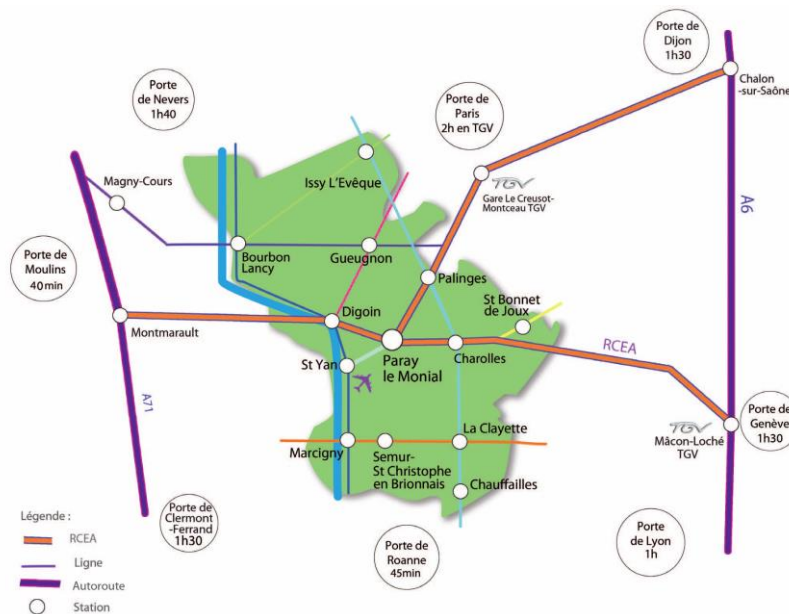 Porte
de Dijon
1h30
Chalon
-sur-Saône
Porte
de Nevers
1h40
Porte
de Paris
2h en TGV
Magny-Cours
Issy L'Evêque
TGV
Gare Le Creusot-
Montceau TGV
A6
Porte de
Moulins
40min
Bourbon
Lancy
Gueugnon
Palinges
St Bonnet
de Joux
Montmarault
Digoin
Paray
le Monial
Charolles
RCEA
St Yan
A71
Marcigny
Semur-
St Christophe
en Brionnais
La Clayette
Chauffailles
TGV
Mâcon-Loché
TGV
Porte de
Genève
1h30
Porte de
Clermont
-Ferrand
1h30
Porte de
Roanne
45min
Porte
de Lyon
1h
Légende :
RCEA
Ligne
Autoroute
Station